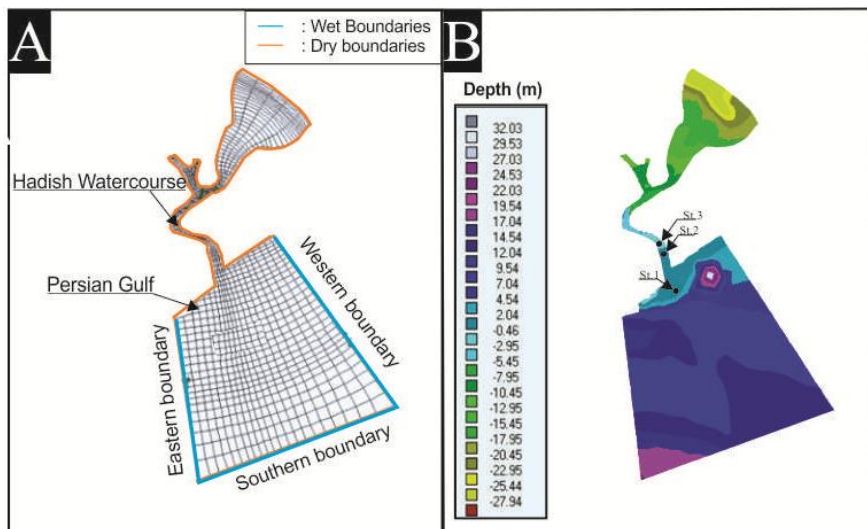 A
: Wet Boundaries
: Dry boundaries
Hadish Watercourse
Persian Gulf
Western boundary
Eastern boundary
Southern boundary
B
Depth (m)
32.03
29.53
27.03
24.53
22.03
19.54
17.04
14.54
12.04
9.54
7.04
4.54
2.04
-0.46
-2.95
-5.45
-7.95
-10.45
-12.95
-15.45
-17.95
-20.45
-22.95
-25.44
-27.94
St.3
St.2
St.1